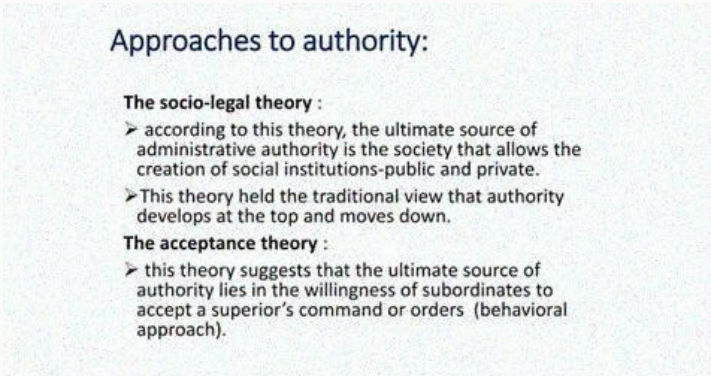 Approaches to authority:
The socio-legal theory :
➢ according to this theory, the ultimate source of
administrative authority is the society that allows the
creation of social institutions-public and private.
➢This theory held the traditional view that authority
develops at the top and moves down.
The acceptance theory :
➢ this theory suggests that the ultimate source of
authority lies in the willingness of subordinates to
accept a superior’s command or orders  (behavioral
approach).